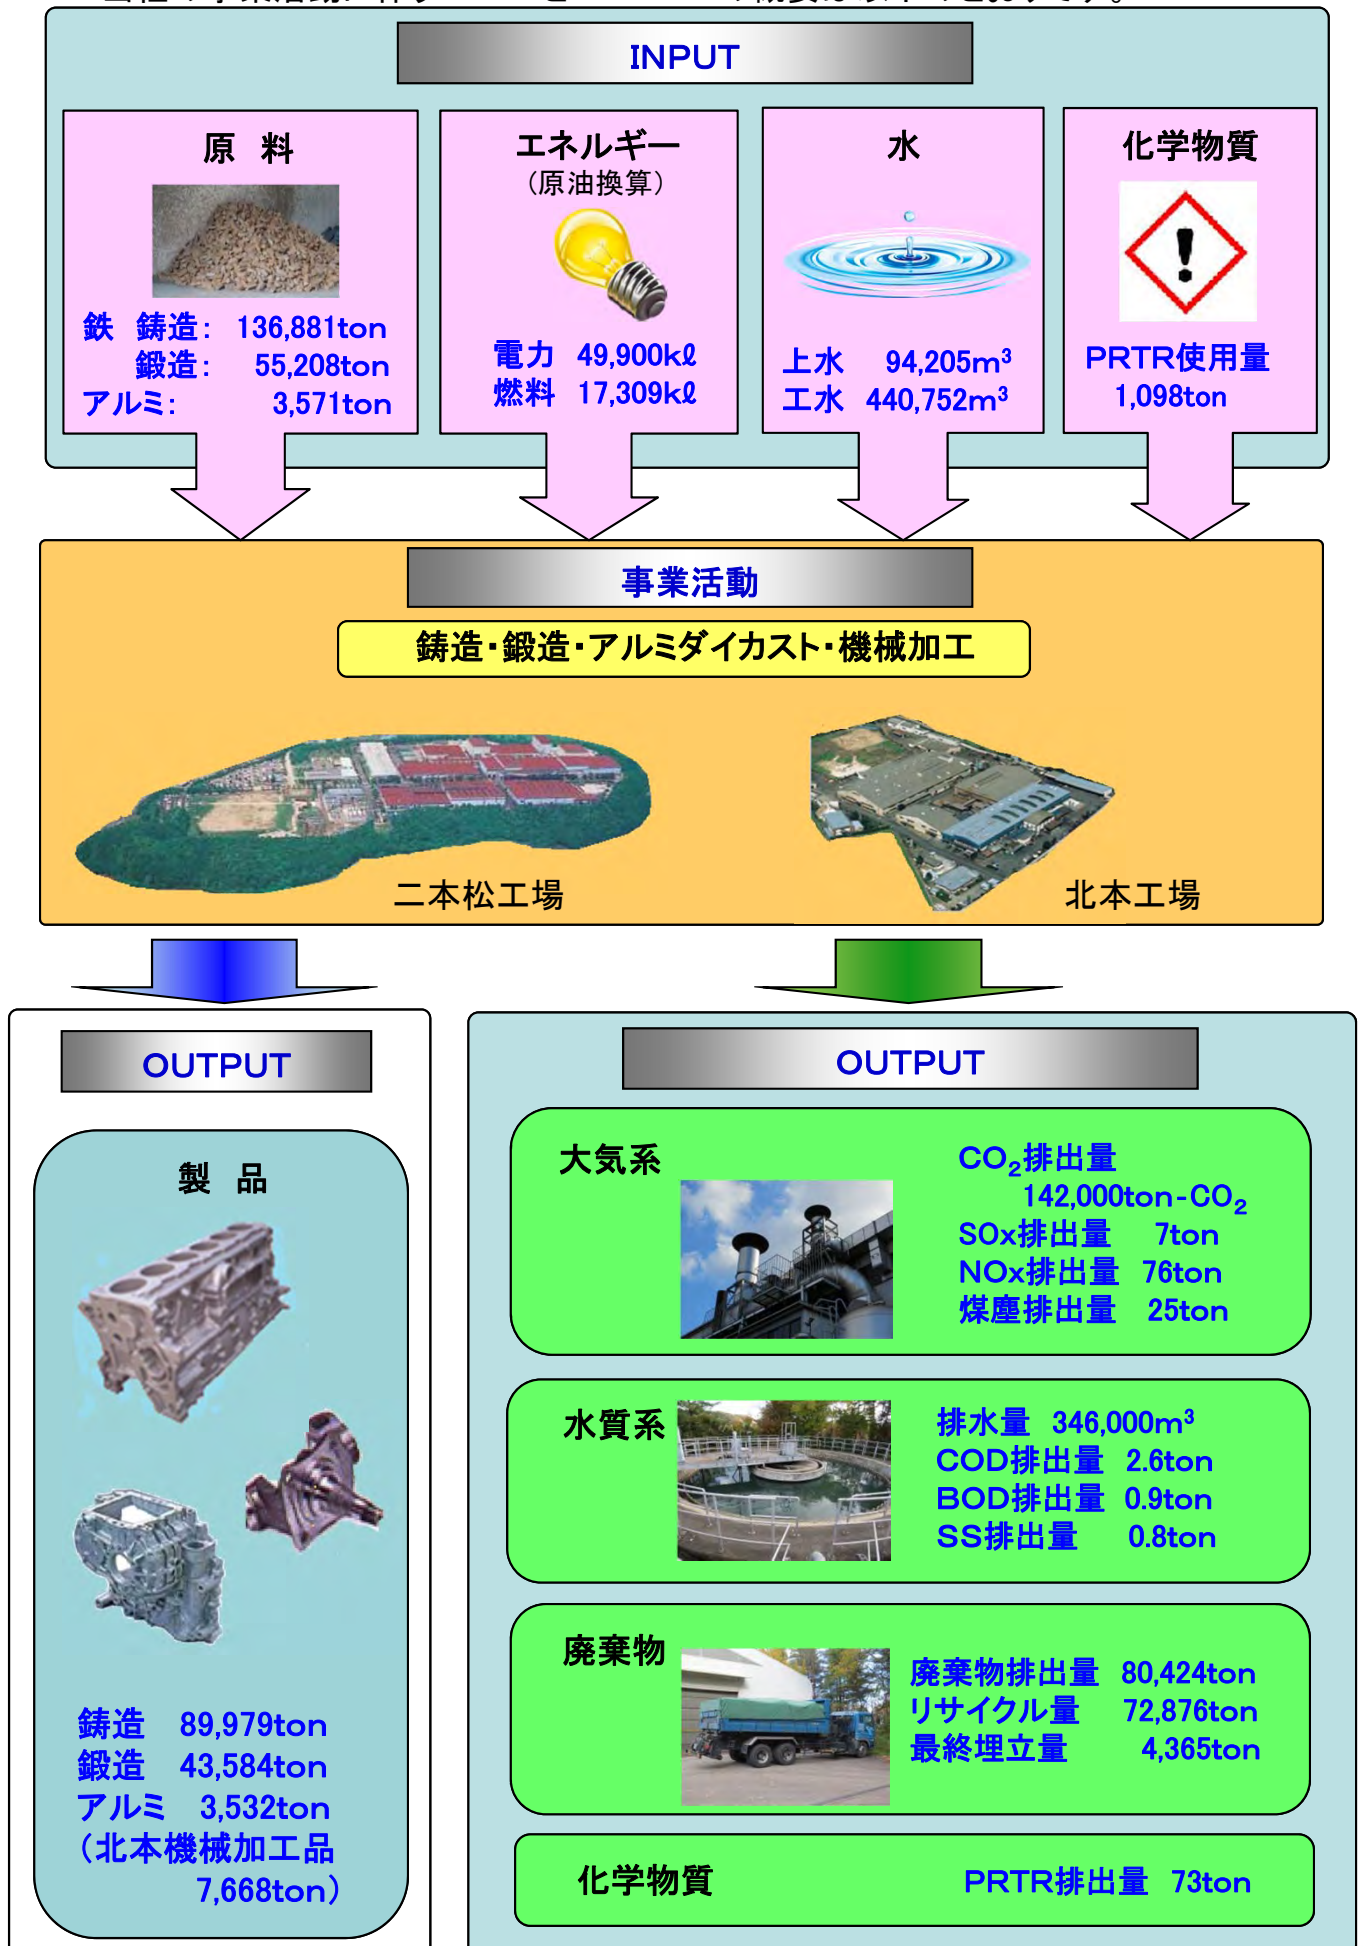 INPUT
原 料
鉄 鋳造： 136,881ton
鍛造： 55,208ton
アルミ： 3,571ton
エネルギー
（原油換算）
電力 49,900kℓ
燃料 17,309kℓ
水
上水 94,205m³
工水 440,752m³
化学物質
PRTR使用量
1,098ton
事業活動
鋳造・鍛造・アルミダイカスト・機械加工
二本松工場
北本工場
OUTPUT
製 品
鋳造 89,979ton
鍛造 43,584ton
アルミ 3,532ton
（北本機械加工品
7,668ton）
OUTPUT
大気系
CO₂排出量
142,000ton-CO₂
SOx排出量 7ton
NOx排出量 76ton
煤塵排出量 25ton
水質系
排水量 346,000m³
COD排出量 2.6ton
BOD排出量 0.9ton
SS排出量 0.8ton
廃棄物
廃棄物排出量 80,424ton
リサイクル量 72,876ton
最終埋立量 4,365ton
化学物質
PRTR排出量 73ton